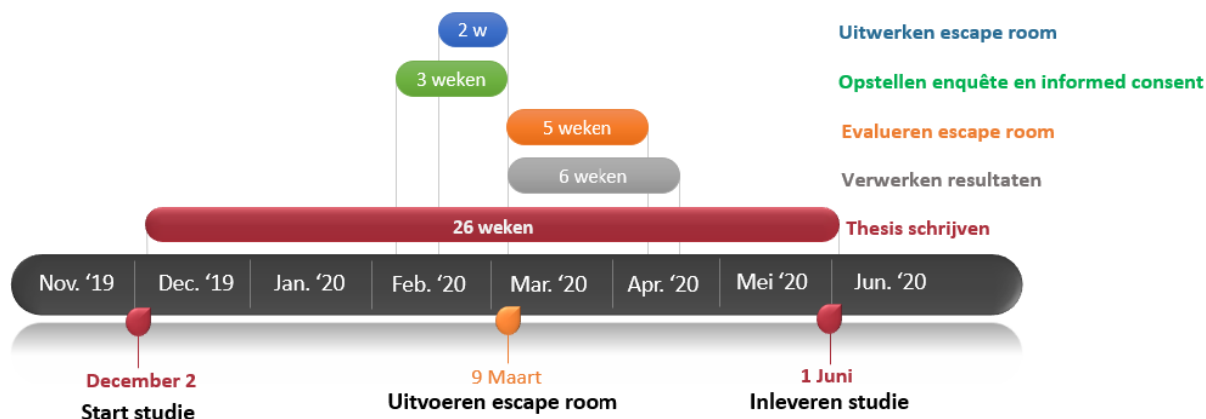 2 w
Uitwerken escape room
3 weken
Opstellen enquête en informed consent
5 weken
Evalueren escape room
6 weken
Verwerken resultaten
26 weken
Thesis schrijven
Nov. ‘19
Dec. ‘19
Jan. ‘20
Feb. ‘20
Mar. ‘20
Apr. ‘20
Mei ‘20
Jun. ‘20
December 2
Start studie
9 Maart
Uitvoeren escape room
1 Juni
Inleveren studie